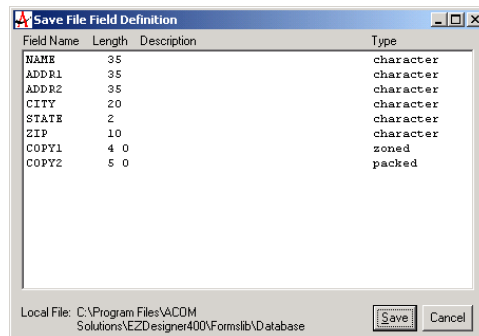 Save File Field Definition
Field Name Length Description Type
NAME 35 character
ADDR1 35 character
ADDR2 35 character
CITY 20 character
STATE 2 character
ZIP 10 character
COPY1 4 0 zoned
COPY2 5 0 packed
Local File: C:\Program Files\ACOM
Solutions\EZDesigner400\Formslib\Database
Save Cancel